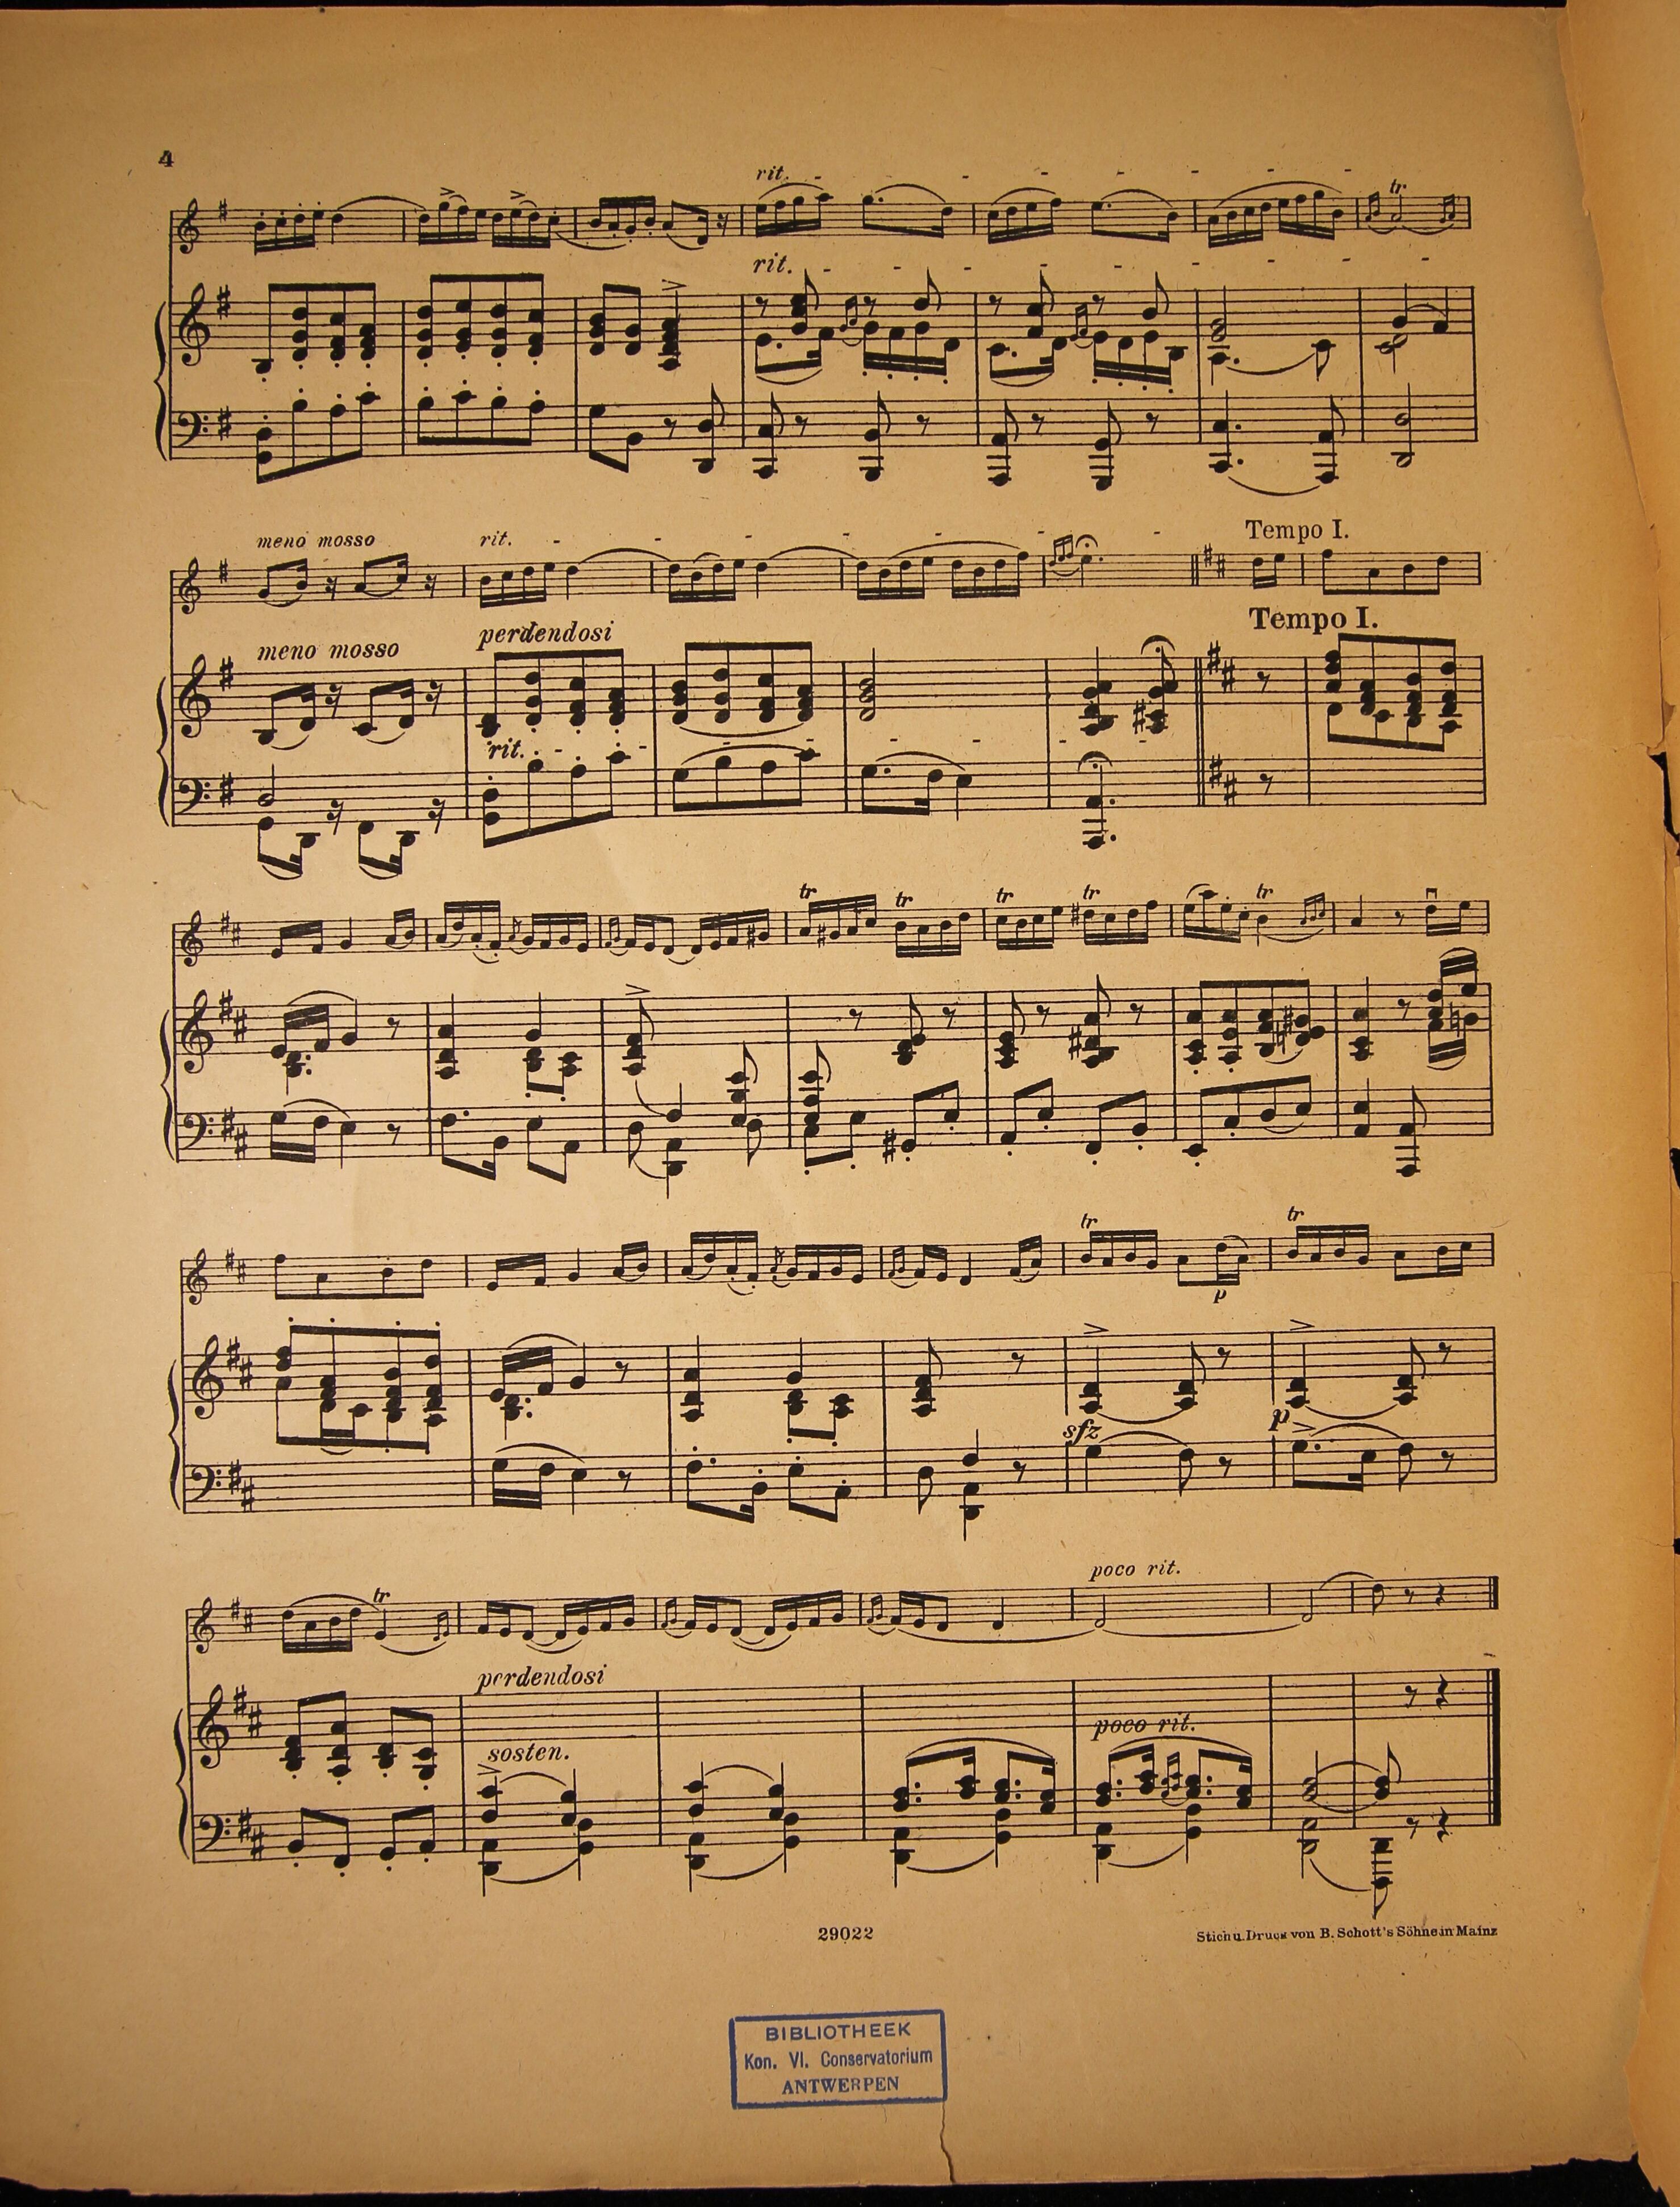 4
rit.
rit.
tr
meno mosso
rit.
Tempo I.
meno mosso
perdendosi
Tempo I.
rit.
tr
tr
tr
tr
tr
tr
tr
p
sfz
p
tr
poco rit.
perdendosi
poco rit.
sosten.
29022
Stich u. Druck von B. Schott's Söhne in Mainz
BIBLIOTHEEK
Kon. Vl. Conservatorium
ANTWERPEN